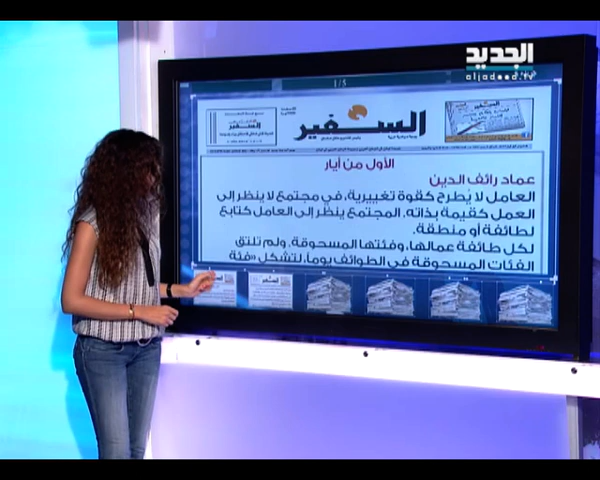 الجديد
aljadeed.tv
1/5
السفير
السفير
الأول من أيار
عماد رائف الدين
العامل لا يُطرح كقوة تغييرية، في مجتمع لا ينظر إلى
العمل كقيمة بذاته. المجتمع ينظر إلى العامل كتابع
لطائفة أو منطقة.
لكل طائفة عمالها، وفئتها المسحوقة. ولم تلتق
الفئات المسحوقة في الطوائف يوماً، لتشكل «فئة